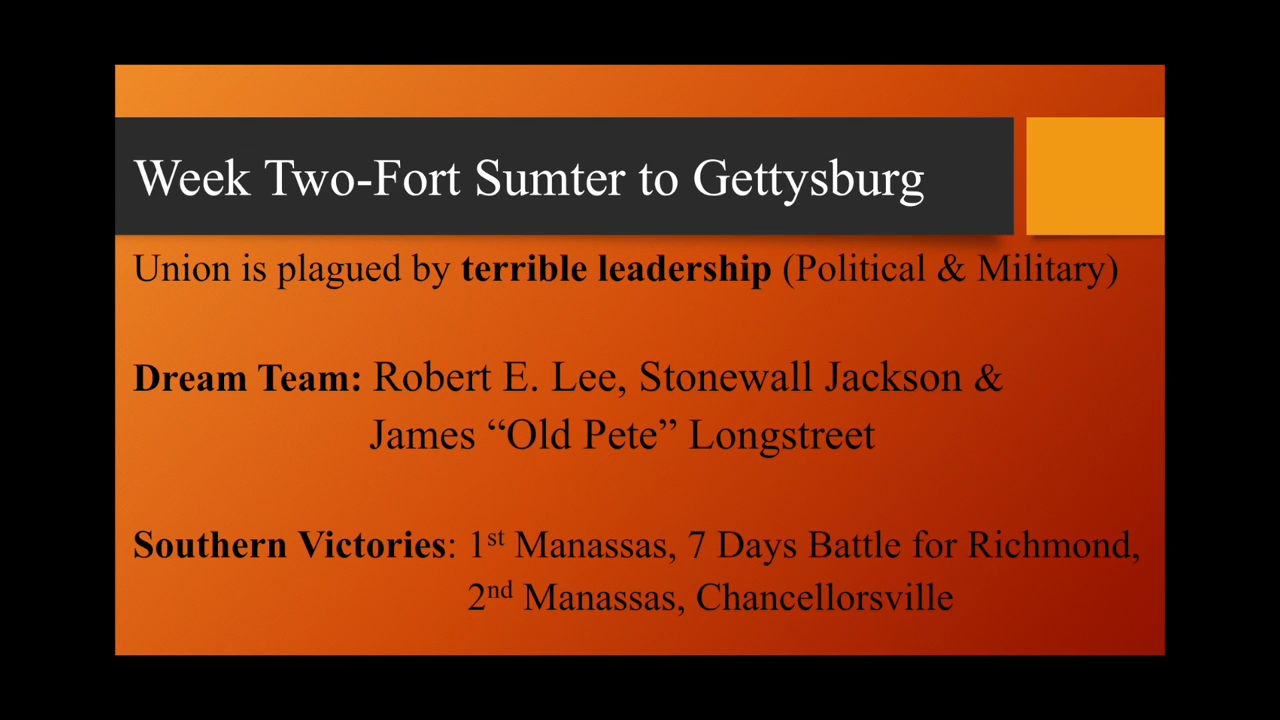 Week Two-Fort Sumter to Gettysburg
Union is plagued by terrible leadership (Political & Military)
Dream Team: Robert E. Lee, Stonewall Jackson &
James “Old Pete” Longstreet
Southern Victories: 1st Manassas, 7 Days Battle for Richmond,
2nd Manassas, Chancellorsville